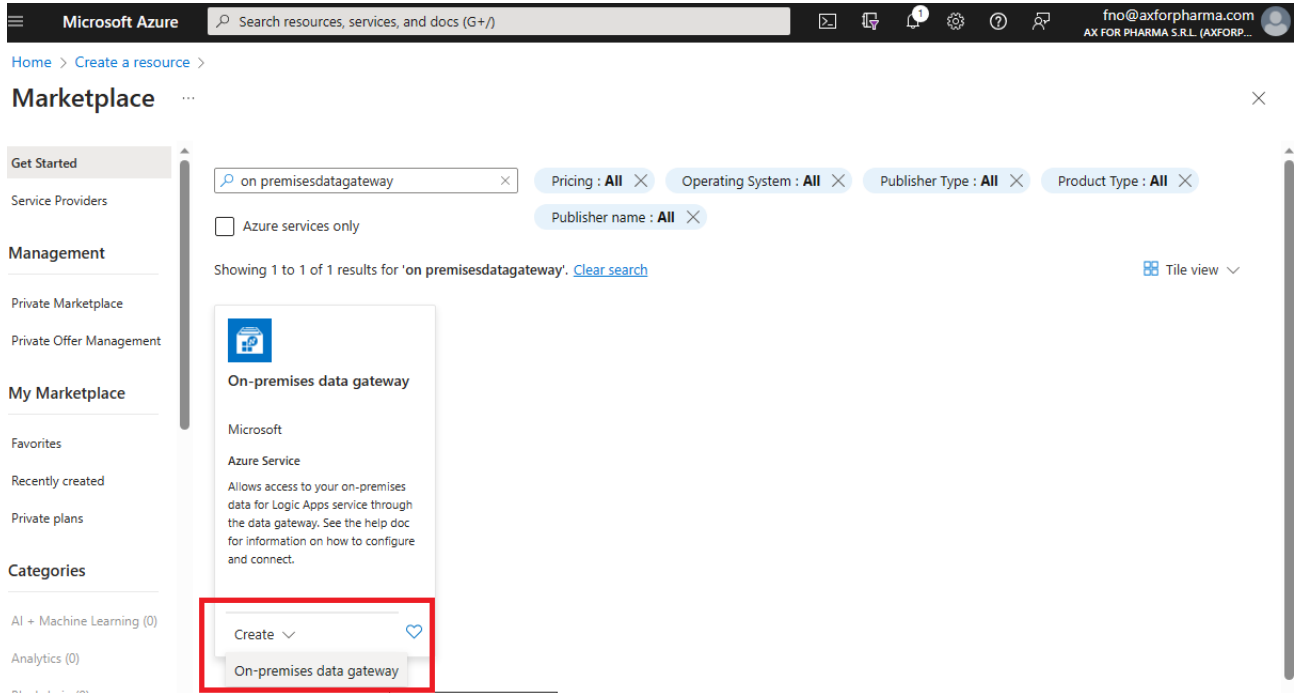 Microsoft Azure
Search resources, services, and docs (G+/)
1
fno@axforpharma.com
AX FOR PHARMA S.R.L. (AXFORP...
Home > Create a resource >
Marketplace ...
Get Started
Service Providers
Management
Private Marketplace
Private Offer Management
My Marketplace
Favorites
Recently created
Private plans
Categories
AI + Machine Learning (0)
Analytics (0)
on premisesdatagateway
Pricing : All
Operating System : All
Publisher Type : All
Product Type : All
Azure services only
Publisher name : All
Showing 1 to 1 of 1 results for 'on premisesdatagateway'. Clear search
Tile view
On-premises data gateway
Microsoft
Azure Service
Allows access to your on-premises
data for Logic Apps service through
the data gateway. See the help doc
for information on how to configure
and connect.
Create
On-premises data gateway